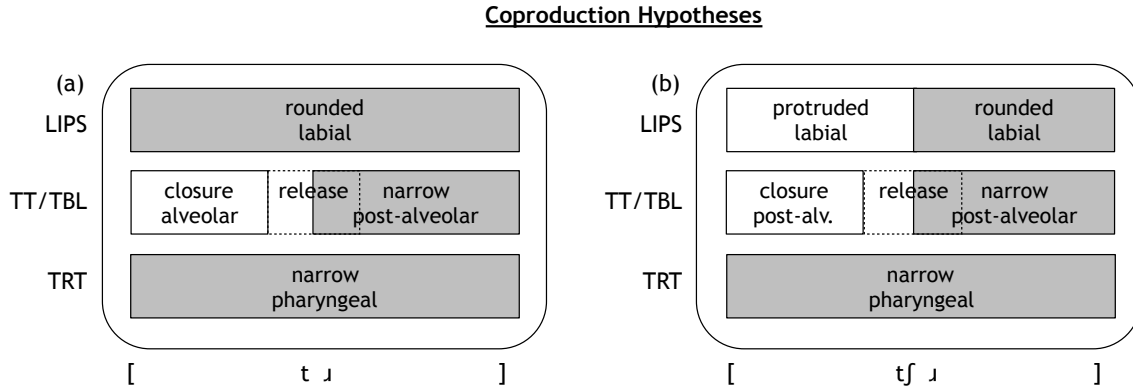 Coproduction Hypotheses
(a)
LIPS
rounded
labial
TT/TBL
closure
alveolar
release
narrow
post-alveolar
TRT
narrow
pharyngeal
[ t ɹ ]
(b)
LIPS
protruded
labial
rounded
labial
TT/TBL
closure
post-alv.
release
narrow
post-alveolar
TRT
narrow
pharyngeal
[ tʃ ɹ ]